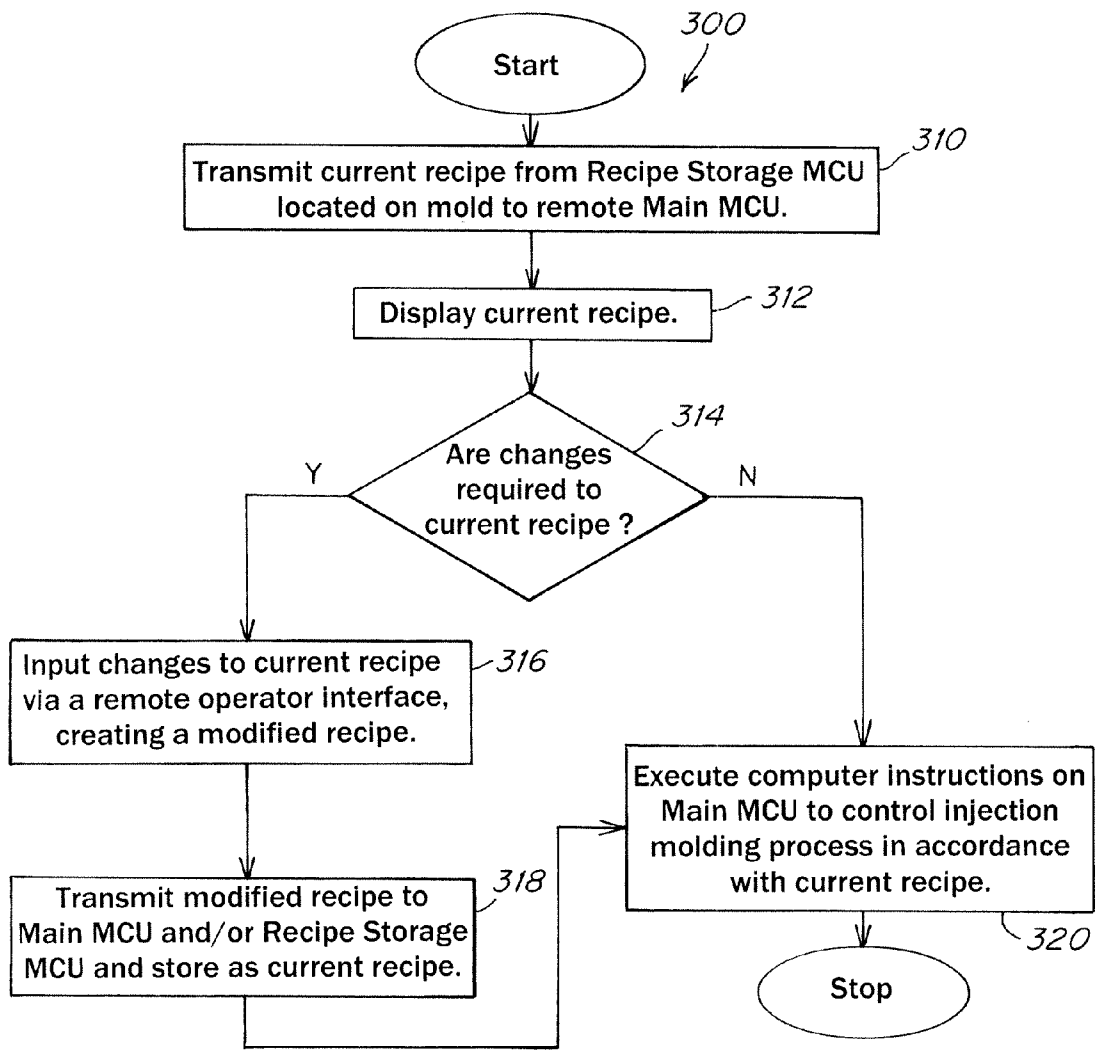 300
Start
310
Transmit current recipe from Recipe Storage MCU
located on mold to remote Main MCU.
312
Display current recipe.
314
Are changes
required to
current recipe ?
Y
N
316
Input changes to current recipe
via a remote operator interface,
creating a modified recipe.
318
Transmit modified recipe to
Main MCU and/or Recipe Storage
MCU and store as current recipe.
Execute computer instructions on
Main MCU to control injection
molding process in accordance
with current recipe.
320
Stop